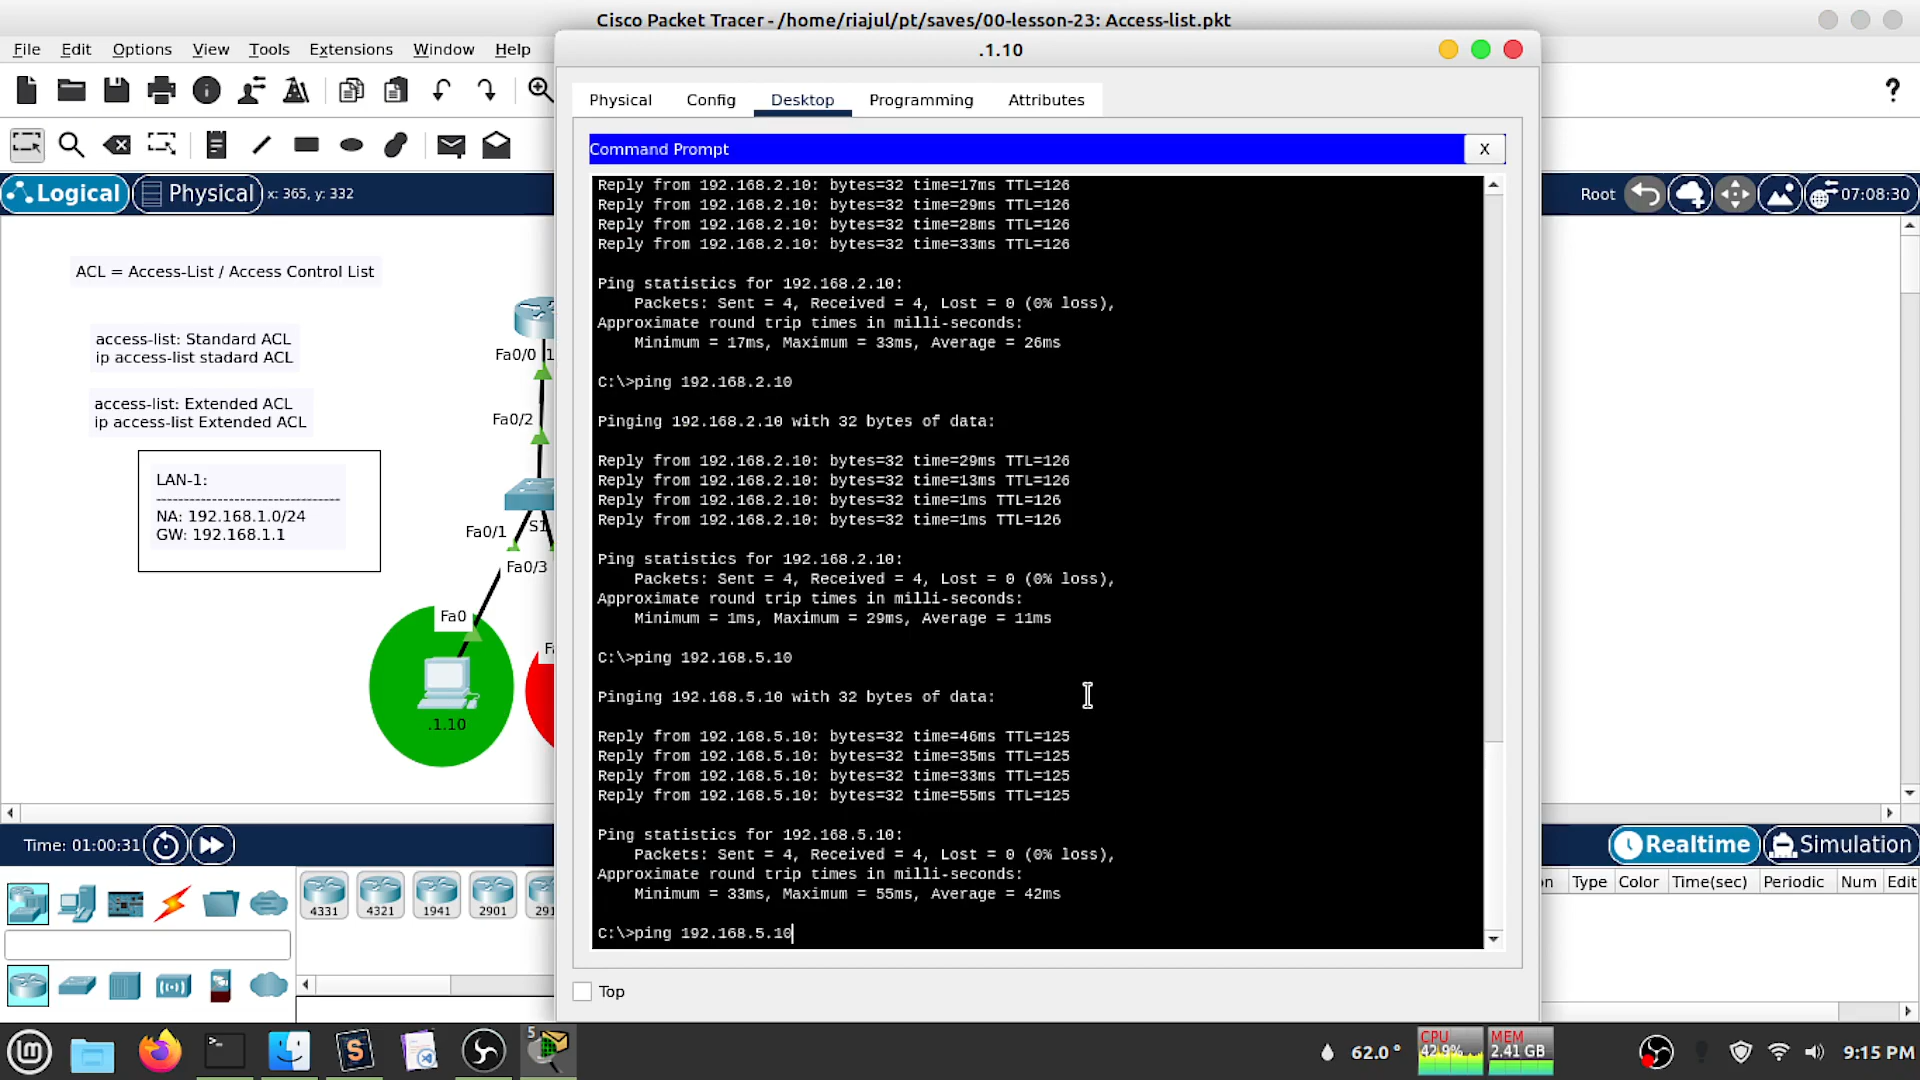 Cisco Packet Tracer - /home/riajul/pt/saves/00-lesson-23: Access-list.pkt
File Edit Options View Tools Extensions Window Help
.1.10
Physical Config Desktop Programming Attributes
Command Prompt X
Logical Physical x: 365, y: 332
Root 07:08:30
ACL = Access-List / Access Control List
access-list: Standard ACL
ip access-list stadard ACL
access-list: Extended ACL
ip access-list Extended ACL
LAN-1:
--------------------------------
NA: 192.168.1.0/24
GW: 192.168.1.1
Fa0/0 1
Fa0/2
Fa0/1 S1
Fa0/3
Fa0
.1.10
Reply from 192.168.2.10: bytes=32 time=17ms TTL=126
Reply from 192.168.2.10: bytes=32 time=29ms TTL=126
Reply from 192.168.2.10: bytes=32 time=28ms TTL=126
Reply from 192.168.2.10: bytes=32 time=33ms TTL=126
Ping statistics for 192.168.2.10:
Packets: Sent = 4, Received = 4, Lost = 0 (0% loss),
Approximate round trip times in milli-seconds:
Minimum = 17ms, Maximum = 33ms, Average = 26ms
C:\>ping 192.168.2.10
Pinging 192.168.2.10 with 32 bytes of data:
Reply from 192.168.2.10: bytes=32 time=29ms TTL=126
Reply from 192.168.2.10: bytes=32 time=13ms TTL=126
Reply from 192.168.2.10: bytes=32 time=1ms TTL=126
Reply from 192.168.2.10: bytes=32 time=1ms TTL=126
Ping statistics for 192.168.2.10:
Packets: Sent = 4, Received = 4, Lost = 0 (0% loss),
Approximate round trip times in milli-seconds:
Minimum = 1ms, Maximum = 29ms, Average = 11ms
C:\>ping 192.168.5.10
Pinging 192.168.5.10 with 32 bytes of data:
Reply from 192.168.5.10: bytes=32 time=46ms TTL=125
Reply from 192.168.5.10: bytes=32 time=35ms TTL=125
Reply from 192.168.5.10: bytes=32 time=33ms TTL=125
Reply from 192.168.5.10: bytes=32 time=55ms TTL=125
Ping statistics for 192.168.5.10:
Packets: Sent = 4, Received = 4, Lost = 0 (0% loss),
Approximate round trip times in milli-seconds:
Minimum = 33ms, Maximum = 55ms, Average = 42ms
C:\>ping 192.168.5.10
Top
Time: 01:00:31
Realtime Simulation
Type Color Time(sec) Periodic Num Edit
4331 4321 1941 2901 291
5
62.0 °
CPU
42.9%
MEM
2.41 GB
9:15 PM